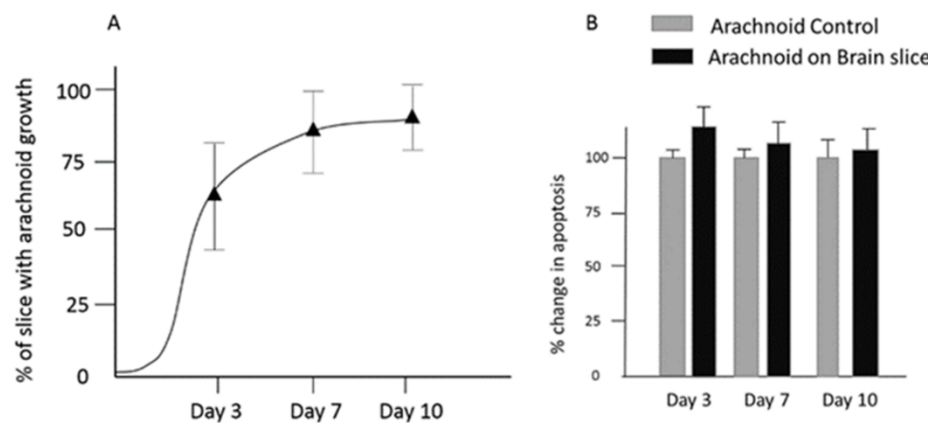 A
% of slice with arachnoid growth
100
75
50
25
0
Day 3 Day 7 Day 10
B
Arachnoid Control
Arachnoid on Brain slice
% change in apoptosis
100
75
50
25
0
Day 3 Day 7 Day 10